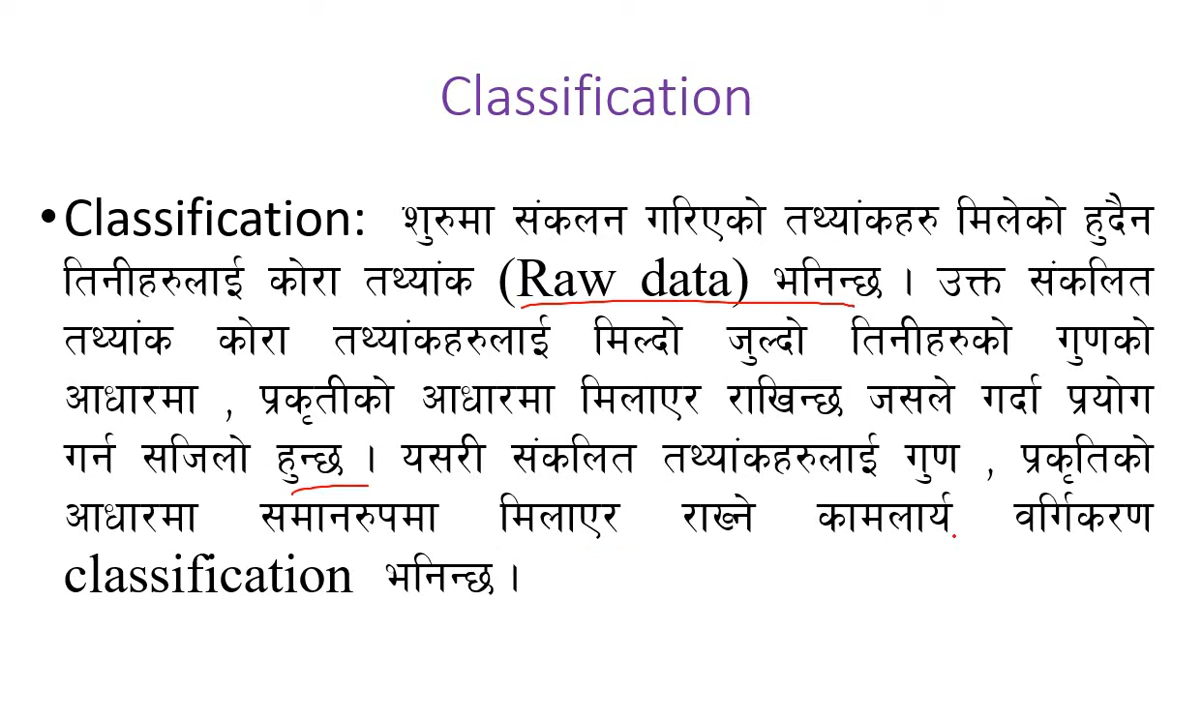 Classification
•Classification: शुरुमा संकलन गरिएको तथ्यांकहरु मिलेको हुदैन
तिनीहरुलाई कोरा तथ्यांक (Raw data) भनिन्छ । उक्त संकलित
तथ्यांक कोरा तथ्यांकहरुलाई मिल्दो जुल्दो तिनीहरुको गुणको
आधारमा , प्रकृतीको आधारमा मिलाएर राखिन्छ जसले गर्दा प्रयोग
गर्न सजिलो हुन्छ । यसरी संकलित तथ्यांकहरुलाई गुण , प्रकृतिको
आधारमा समानरुपमा मिलाएर राख्ने कामलार्य वर्गिकरण
classification भनिन्छ ।